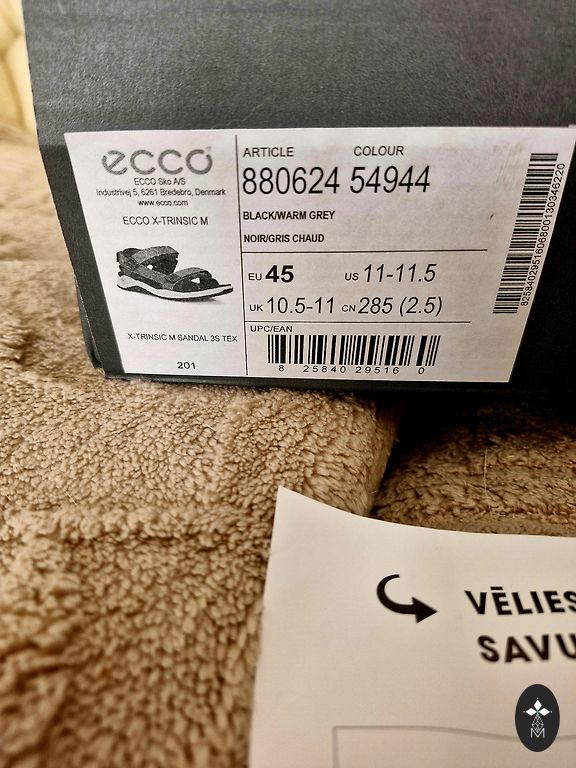 ecco
ECCO Sko A/S
Industrivej 5, 6261 Bredebro, Denmark
www.ecco.com
ECCO X-TRINSIC M
X-TRINSIC M SANDAL 3S TEX
201
ARTICLE COLOUR
880624 54944
BLACK/WARM GREY
NOIR/GRIS CHAUD
EU 45 US 11-11.5
UK 10.5-11 CN 285 (2.5)
UPC/EAN
8 25840 29516 0
825840295160680013034622​0
VĒLIES
SAVU
M